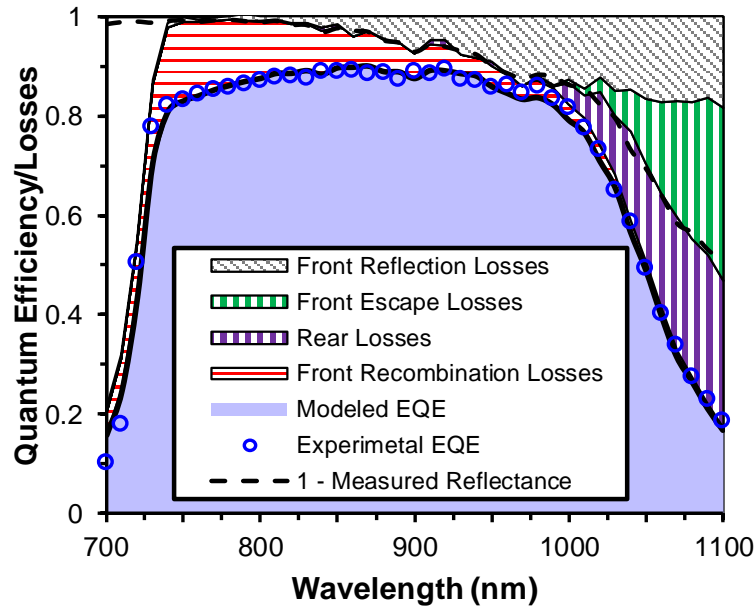 Quantum Efficiency/Losses
1
0.8
0.6
0.4
0.2
0
Front Reflection Losses
Front Escape Losses
Rear Losses
Front Recombination Losses
Modeled EQE
Experimetal EQE
1 - Measured Reflectance
700 800 900 1000 1100
Wavelength (nm)